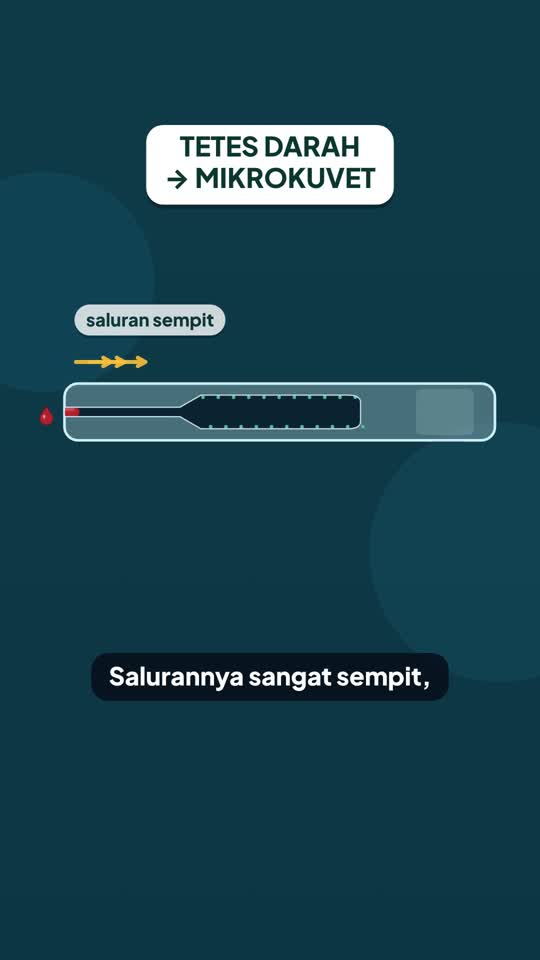 TETES DARAH
→ MIKROKUVET
saluran sempit
Salurannya sangat sempit,